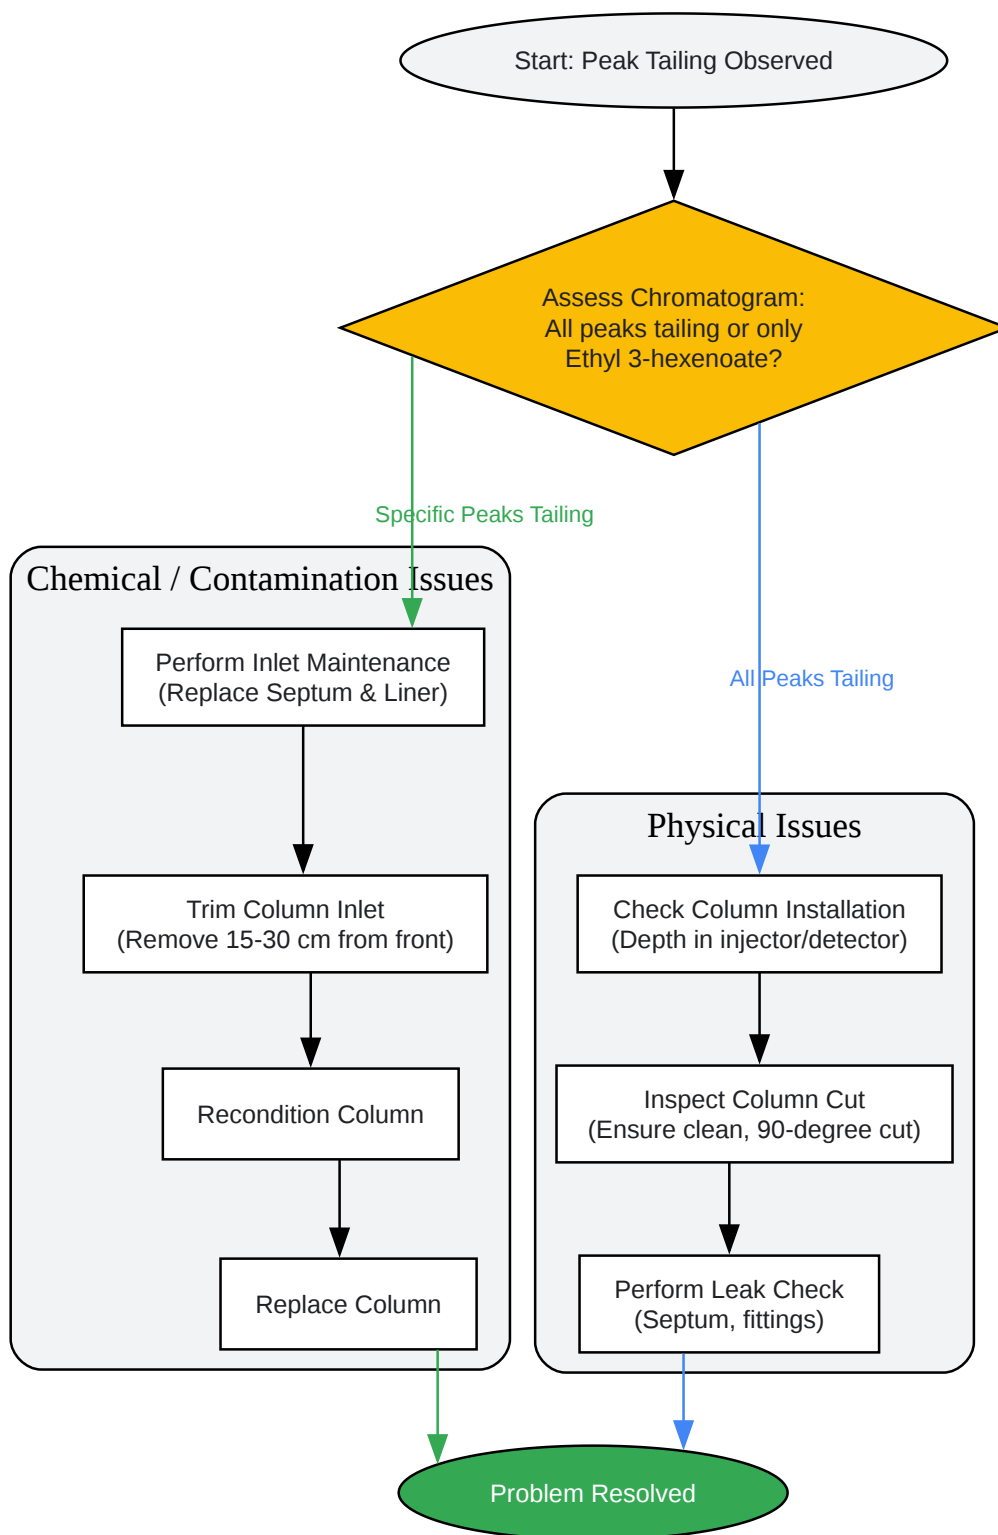 Start: Peak Tailing Observed
Assess Chromatogram:
All peaks tailing or only
Ethyl 3-hexenoate?
Specific Peaks Tailing
Chemical / Contamination Issues
Perform Inlet Maintenance
(Replace Septum & Liner)
Trim Column Inlet
(Remove 15-30 cm from front)
Recondition Column
Replace Column
All Peaks Tailing
Physical Issues
Check Column Installation
(Depth in injector/detector)
Inspect Column Cut
(Ensure clean, 90-degree cut)
Perform Leak Check
(Septum, fittings)
Problem Resolved